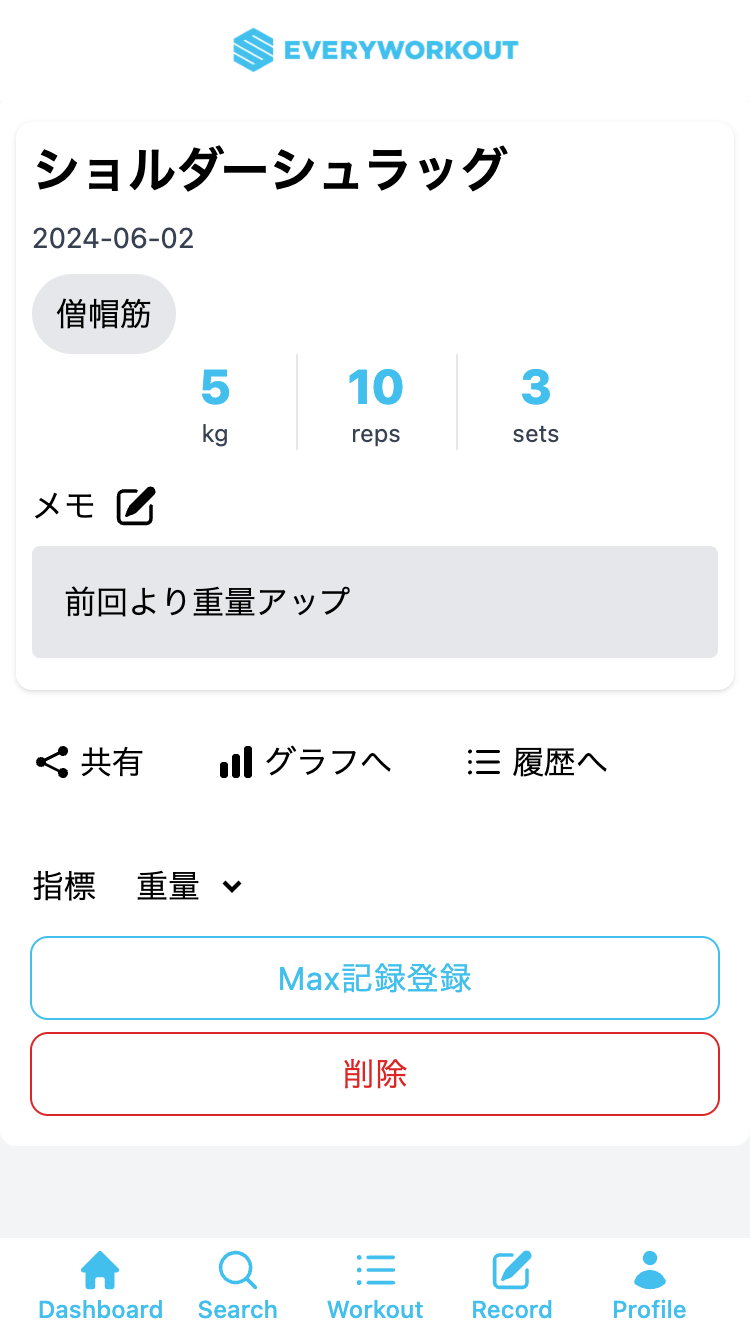 EVERYWORKOUT
ショルダーシュラッグ
2024-06-02
僧帽筋
5 10 3
kg reps sets
メモ
前回より重量アップ
共有 グラフへ 履歴へ
指標 重量
Max記録登録
削除
Dashboard Search Workout Record Profile